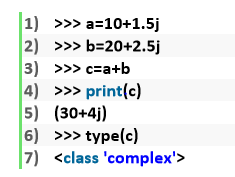 1) >>> a=10+1.5j
2) >>> b=20+2.5j
3) >>> c=a+b
4) >>> print(c)
5) (30+4j)
6) >>> type(c)
7) <class 'complex'>